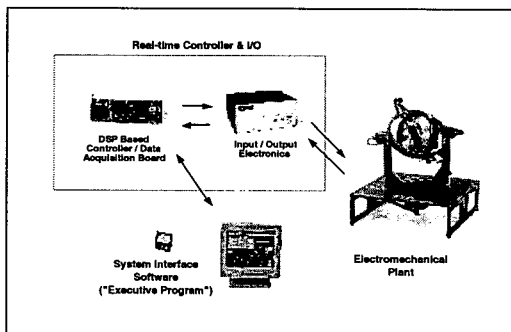 Real-time Controller & I/O
DSP Based
Controller / Data
Acquisition Board
Input / Output
Electronics
System Interface
Software
("Executive Program")
Electromechanical
Plant